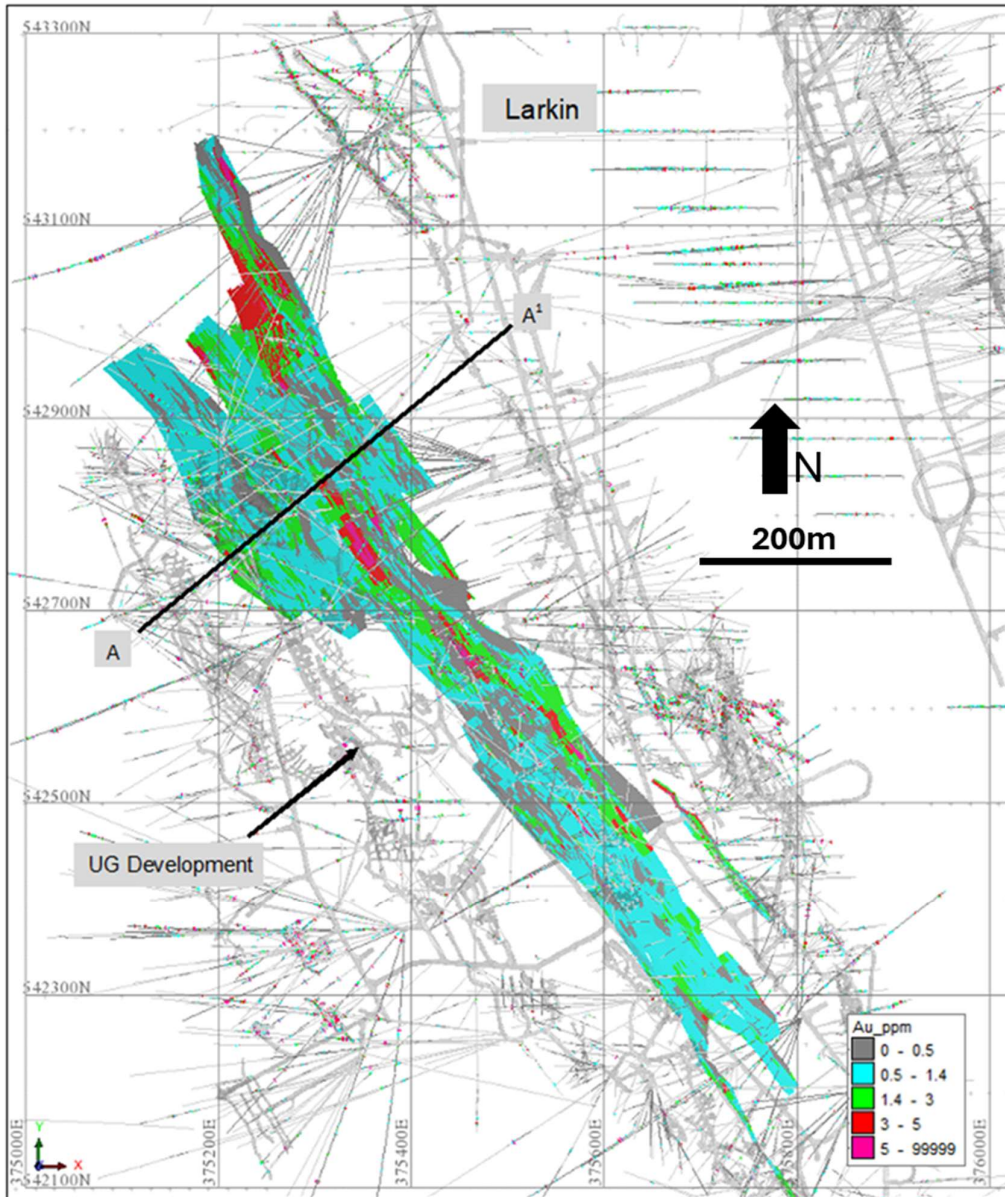 543300N
Larkin
543100N
A¹
542900N
N
200m
542700N
A
542500N
UG Development
542300N
Au_ppm
0 - 0.5
0.5 - 1.4
1.4 - 3
3 - 5
5 - 99999
Y
X
542100N
375000E
375200E
375400E
375600E
375800E
376000E